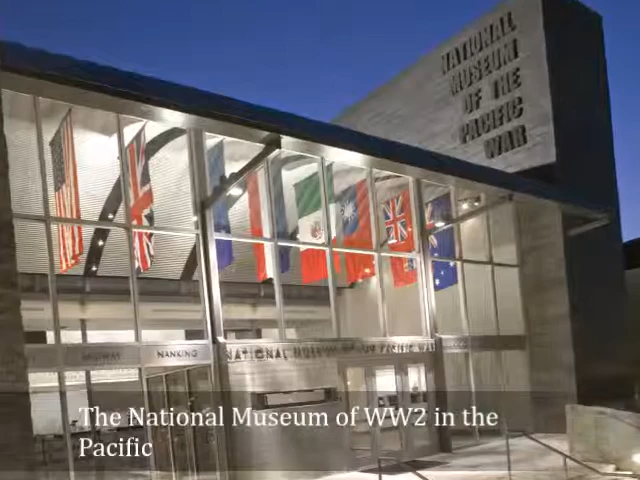 NATIONAL
MUSEUM
OF THE
PACIFIC
WAR
MIDWAY
NANKING
NATIONAL MUSEUM OF THE PACIFIC WAR
The National Museum of WW2 in the
Pacific